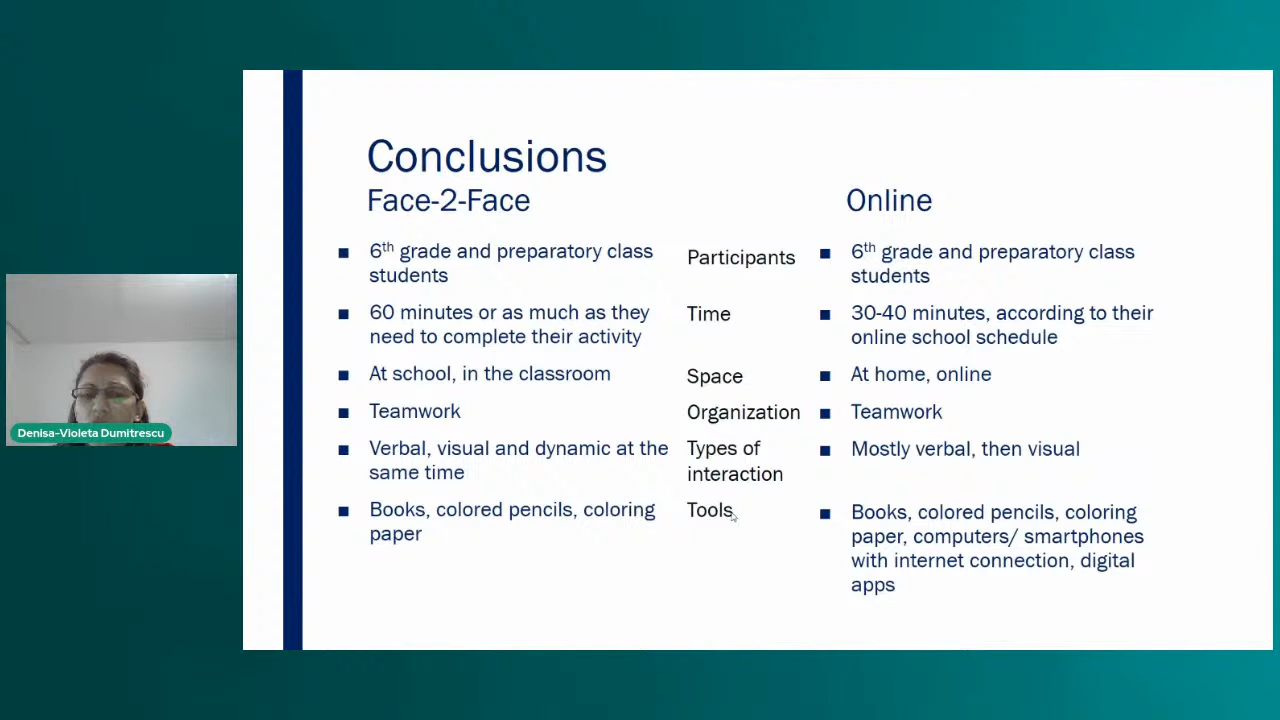 Conclusions
Face-2-Face
Online
6th grade and preparatory class
students
Participants
6th grade and preparatory class
students
60 minutes or as much as they
need to complete their activity
Time
30-40 minutes, according to their
online school schedule
At school, in the classroom
Space
At home, online
Teamwork
Organization
Teamwork
Verbal, visual and dynamic at the
same time
Types of
interaction
Mostly verbal, then visual
Books, colored pencils, coloring
paper
Tools
Books, colored pencils, coloring
paper, computers/ smartphones
with internet connection, digital
apps
Denisa-Violeta Dumitrescu